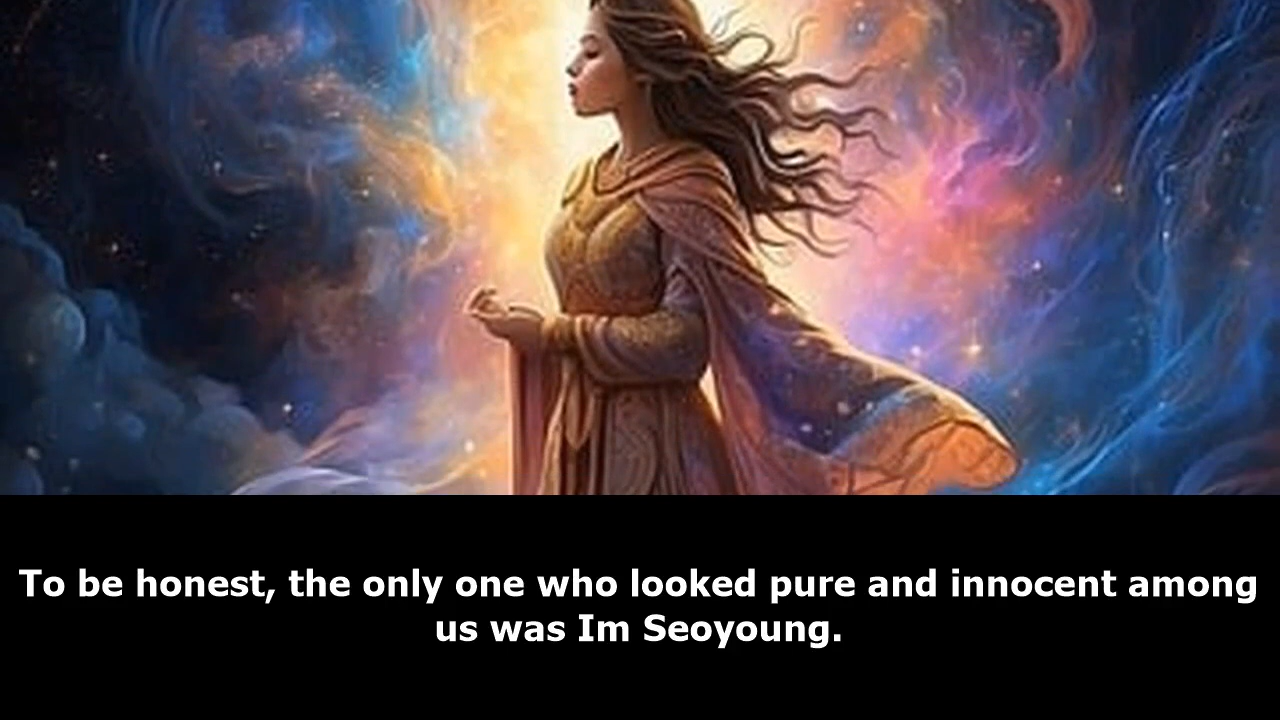 To be honest, the only one who looked pure and innocent among
us was Im Seoyoung.